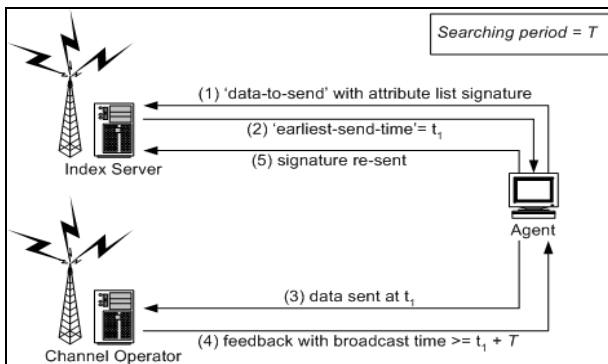 Searching period = T
(1) 'data-to-send' with attribute list signature
(2) 'earliest-send-time'= t₁
(5) signature re-sent
Index Server
Agent
(3) data sent at t₁
(4) feedback with broadcast time >= t₁ + T
Channel Operator